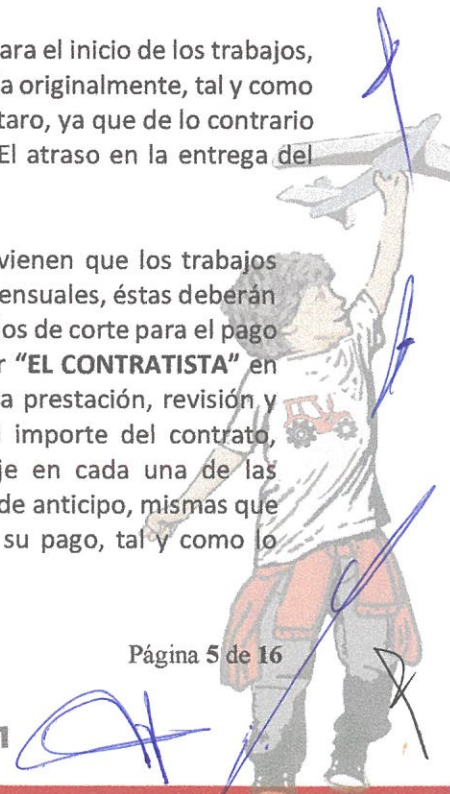 ara el inicio de los trabajos,
a originalmente, tal y como
taro, ya que de lo contrario
El atraso en la entrega del
vienen que los trabajos
ensuales, éstas deberán
os de corte para el pago
r "EL CONTRATISTA" en
a prestación, revisión y
l importe del contrato,
je en cada una de las
de anticipo, mismas que
su pago, tal y como lo
Página 5 de 16
1